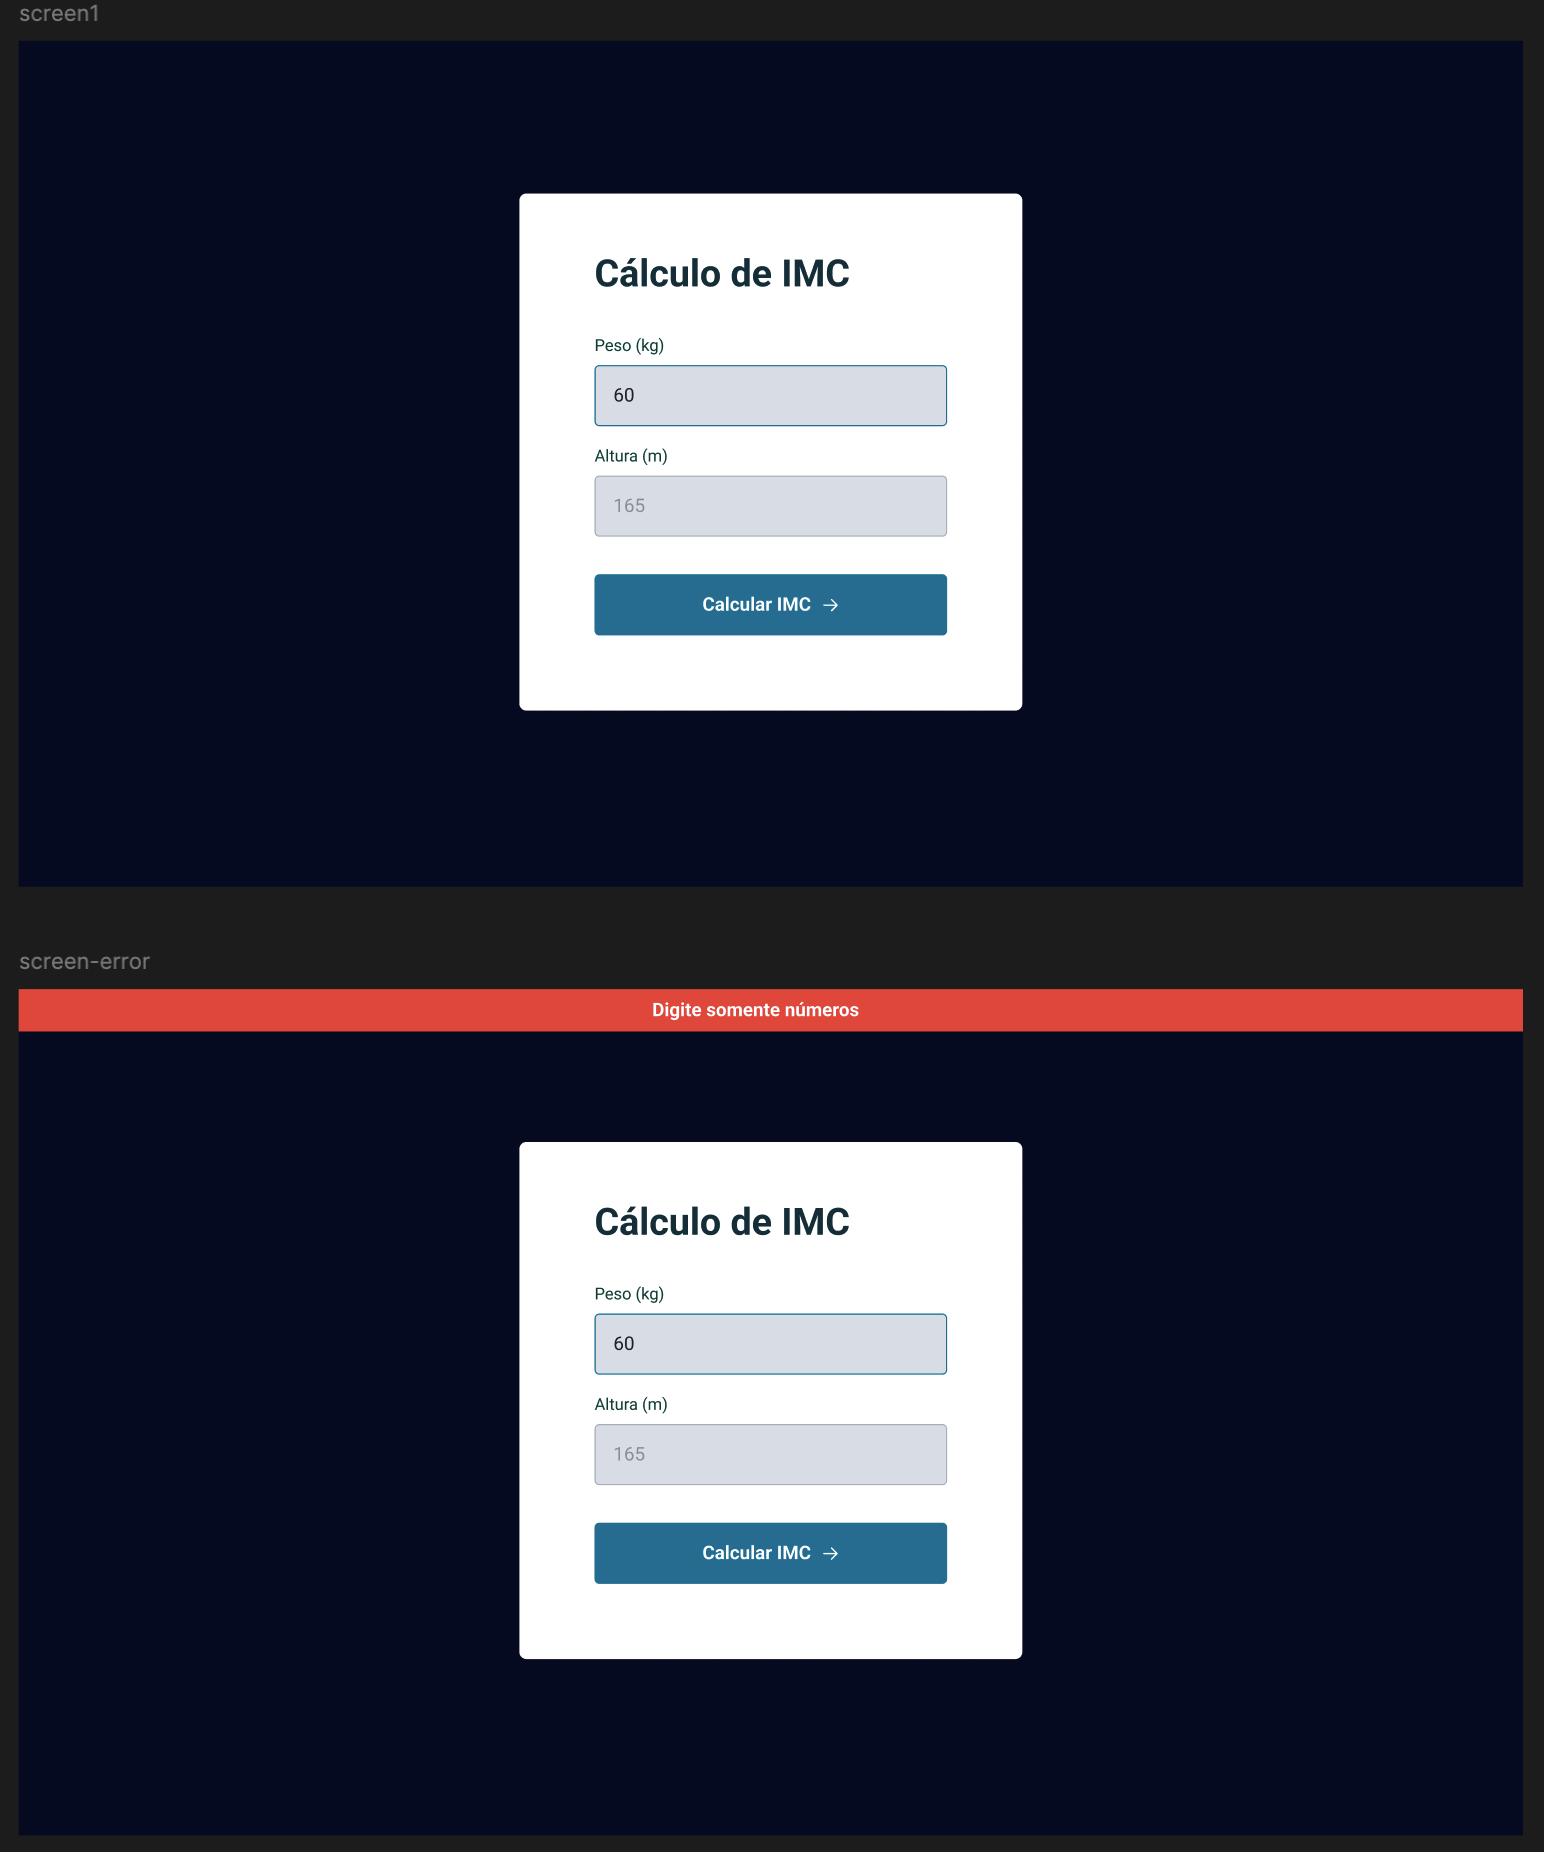 screen1
Cálculo de IMC
Peso (kg)
60
Altura (m)
165
Calcular IMC →
screen-error
Digite somente números
Cálculo de IMC
Peso (kg)
60
Altura (m)
165
Calcular IMC →